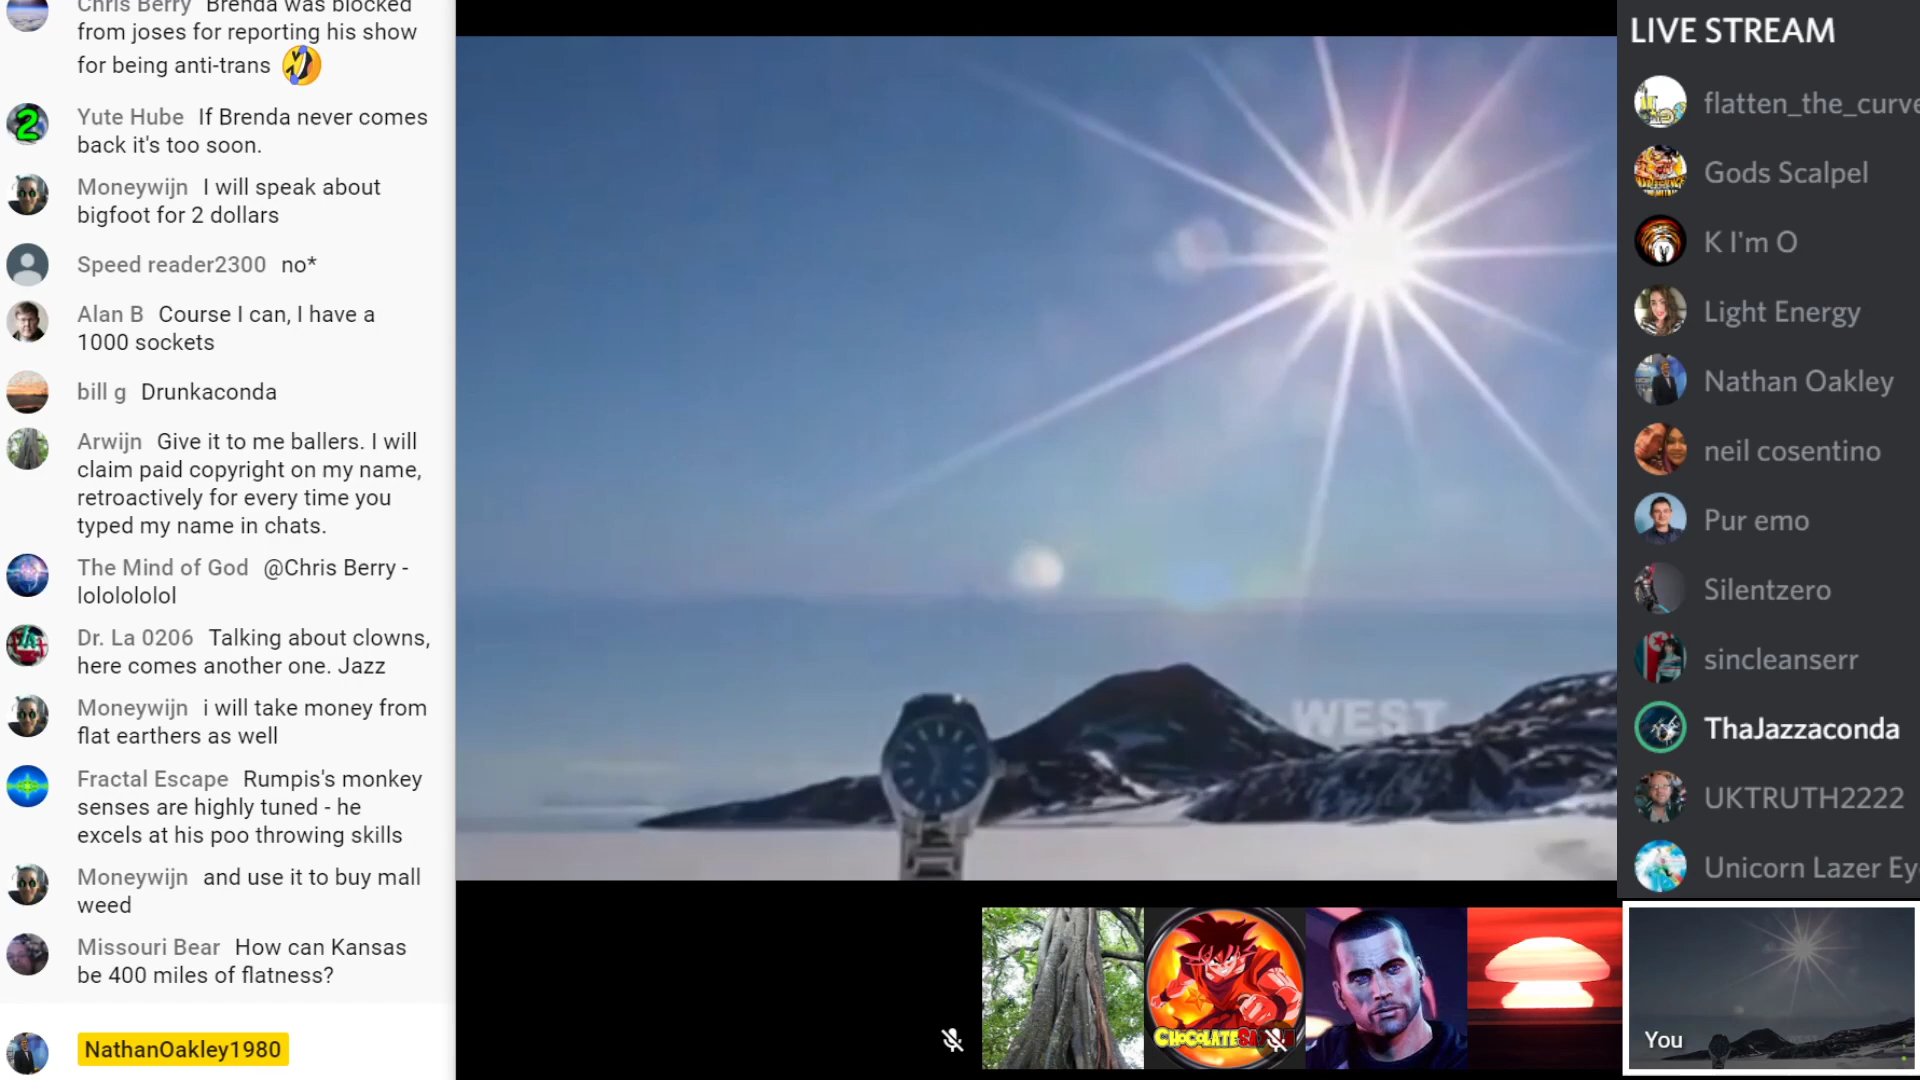 Chris Berry Brenda was blocked
from joses for reporting his show
for being anti-trans
Yute Hube If Brenda never comes
back it's too soon.
Moneywijn I will speak about
bigfoot for 2 dollars
Speed reader2300 no*
Alan B Course I can, I have a
1000 sockets
bill g Drunkaconda
Arwijn Give it to me ballers. I will
claim paid copyright on my name,
retroactively for every time you
typed my name in chats.
The Mind of God @Chris Berry -
lolololol
Dr. La 0206 Talking about clowns,
here comes another one. Jazz
Moneywijn i will take money from
flat earthers as well
Fractal Escape Rumpis's monkey
senses are highly tuned - he
excels at his poo throwing skills
Moneywijn and use it to buy mall
weed
Missouri Bear How can Kansas
be 400 miles of flatness?
NathanOakley1980
WEST
LIVE STREAM
flatten_the_curve
Gods Scalpel
K I'm O
Light Energy
Nathan Oakley
neil cosentino
Pur emo
Silentzero
sincleanserr
ThaJazzaconda
UKTRUTH2222
Unicorn Lazer Ey
You